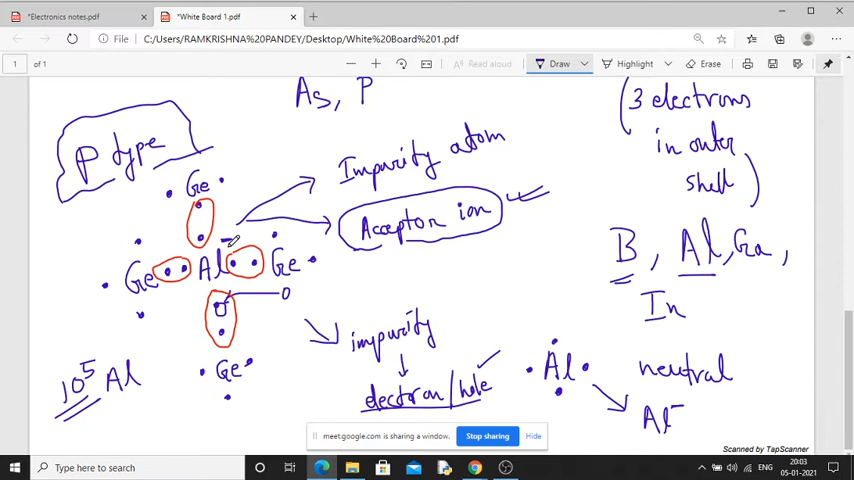 *Electronics notes.pdf
*White Board 1.pdf
File C:/Users/RAMKRISHNA%20PANDEY/Desktop/White%20Board%201.pdf
1 of 1
Read aloud
Draw
Highlight
Erase
As, P
P type
(3 electrons
in outer
shell)
Impurity atom
Acceptor ion
Ge
Ge Al⁻ Ge
0
Ge
10⁵ Al
impurity
electron/hole
B, Al, Ga,
In
Al
neutral
Al⁻
meet.google.com is sharing a window.
Stop sharing
Hide
Scanned by TapScanner
Type here to search
ENG
20:03
05-01-2021